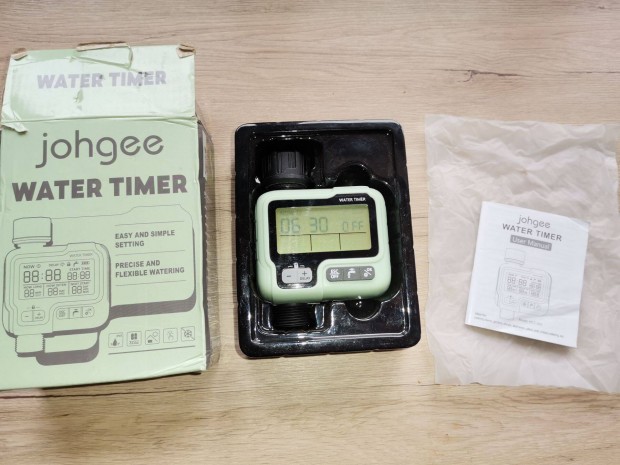 WATER TIMER
johgee
WATER TIMER
EASY AND SIMPLE
SETTING
PRECISE AND
FLEXIBLE WATERING
WATER TIMER
06 30 OFF
johgee
WATER TIMER
User Manual